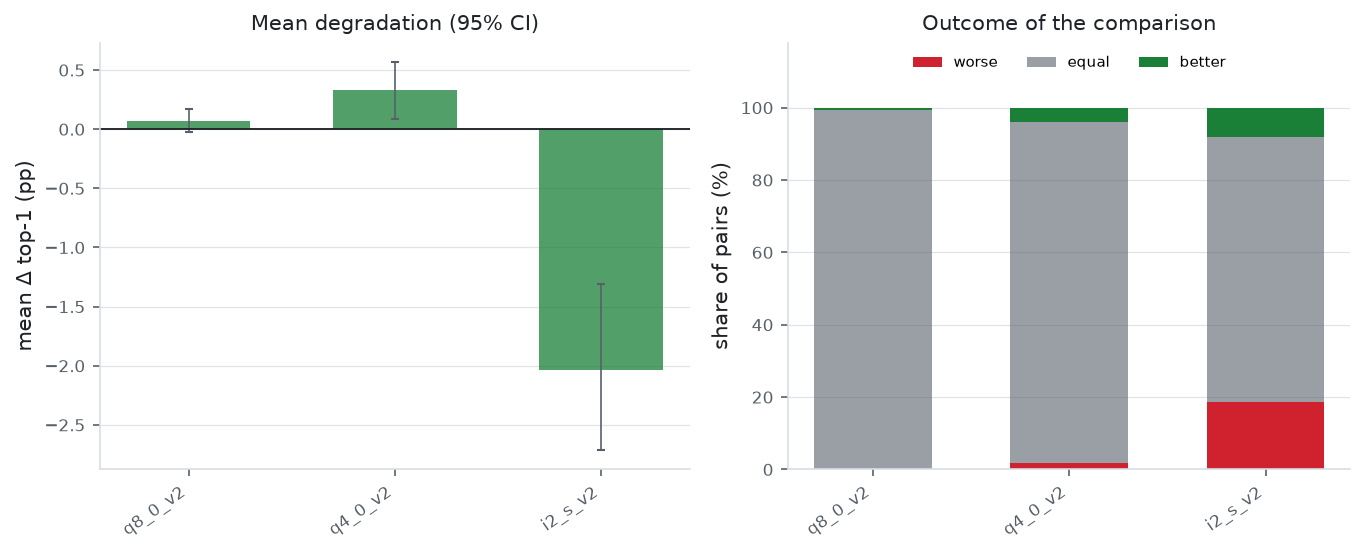 Mean degradation (95% CI)
mean Δ top-1 (pp)
0.5
0.0
−0.5
−1.0
−1.5
−2.0
−2.5
q8_0_v2
q4_0_v2
i2_s_v2
Outcome of the comparison
worse
equal
better
share of pairs (%)
100
80
60
40
20
0
q8_0_v2
q4_0_v2
i2_s_v2